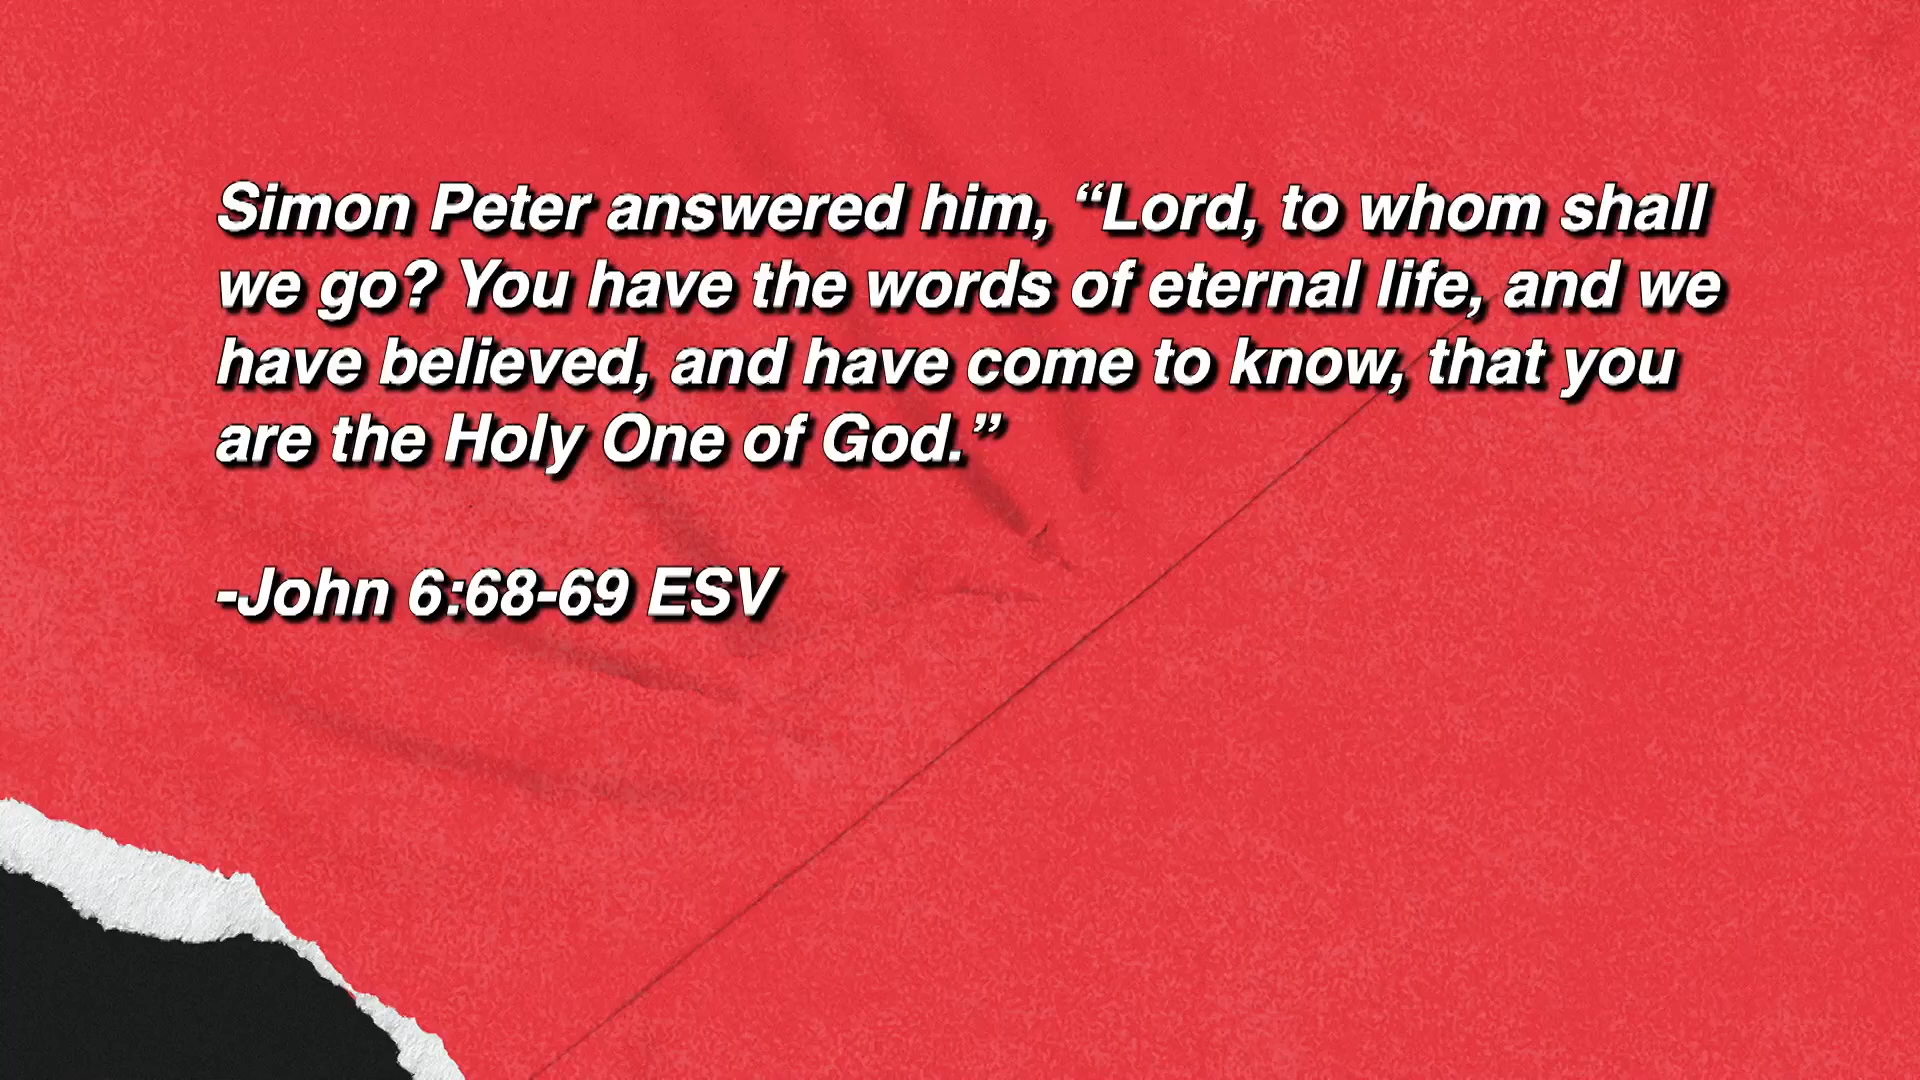 Simon Peter answered him, “Lord, to whom shall
we go? You have the words of eternal life, and we
have believed, and have come to know, that you
are the Holy One of God.”
-John 6:68-69 ESV